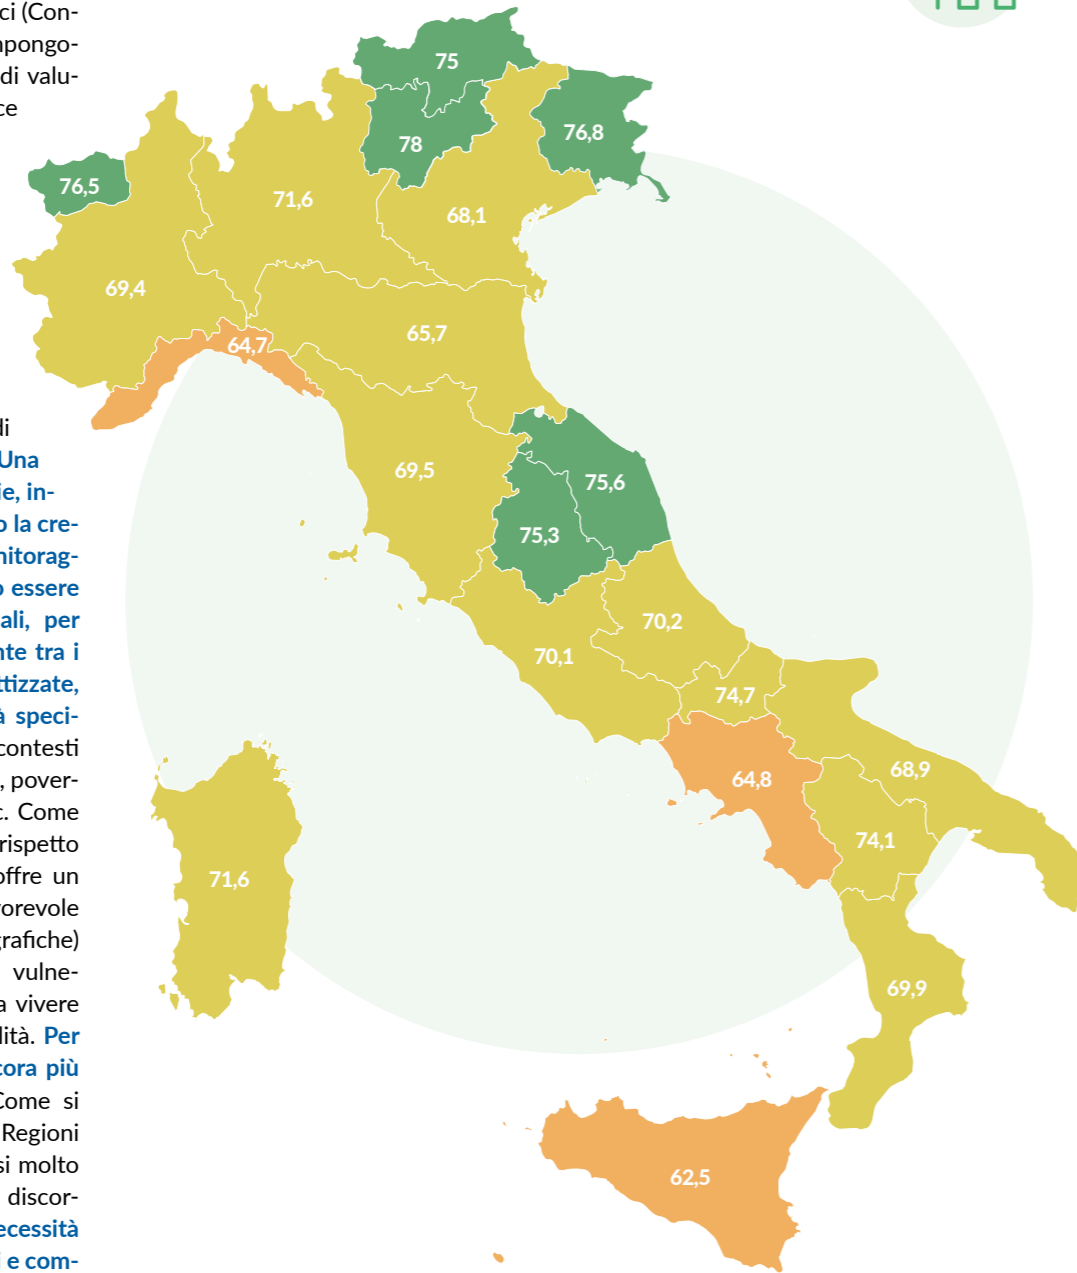 ci (Con-
npongo-
di valu-
ce
di
Una
ie, in-
o la cre-
nitorag-
o essere
ali, per
nte tra i
ttizzate,
à speci-
contesti
, pover-
c. Come
rispetto
offre un
vorevole
grafiche)
vulne-
a vivere
lità. Per
cora più
Come si
Regioni
si molto
discor-
ecessità
i e com-
75
78
76,8
76,5
71,6
68,1
69,4
65,7
64,7
69,5
75,6
75,3
70,2
70,1
74,7
68,9
64,8
74,1
71,6
69,9
62,5